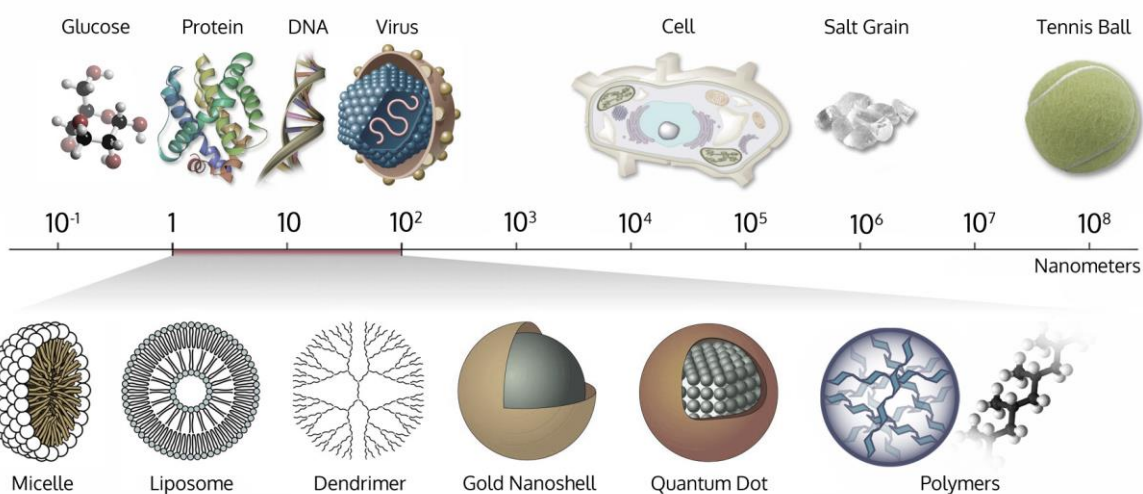 Glucose Protein DNA Virus Cell Salt Grain Tennis Ball
10⁻¹ 1 10 10² 10³ 10⁴ 10⁵ 10⁶ 10⁷ 10⁸
Nanometers
Micelle Liposome Dendrimer Gold Nanoshell Quantum Dot Polymers